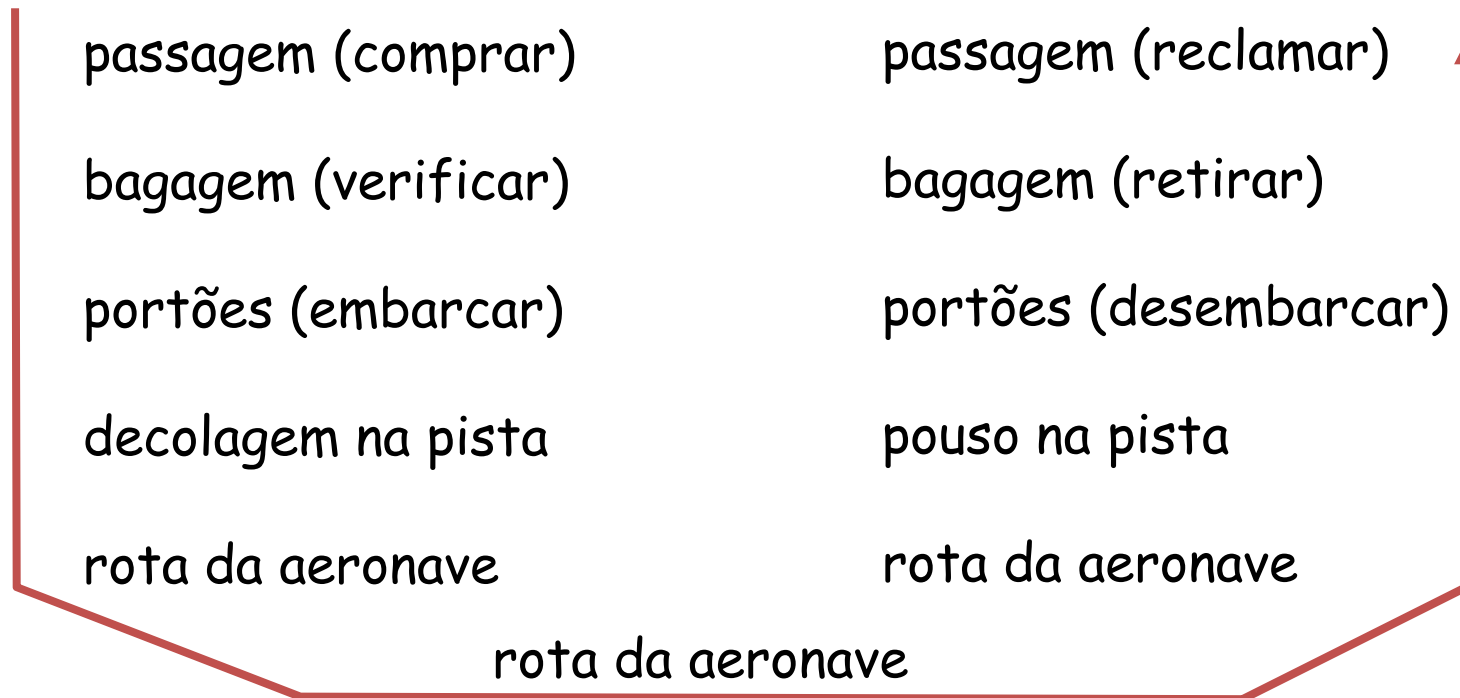 passagem (comprar)
bagagem (verificar)
portões (embarcar)
decolagem na pista
rota da aeronave
passagem (reclamar)
bagagem (retirar)
portões (desembarcar)
pouso na pista
rota da aeronave
rota da aeronave